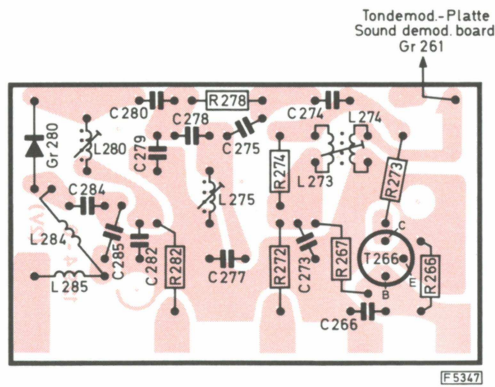 Tondemod.-Platte
Sound demod. board
Gr 261
C280
R278
C274
L274
C278
Gr 280
L280
C279
C275
R274
L273
R273
C284
L275
L284
C285
C282
R282
C277
R272
C273
R267
C
T266
R266
E
B
L285
C266
F 5347